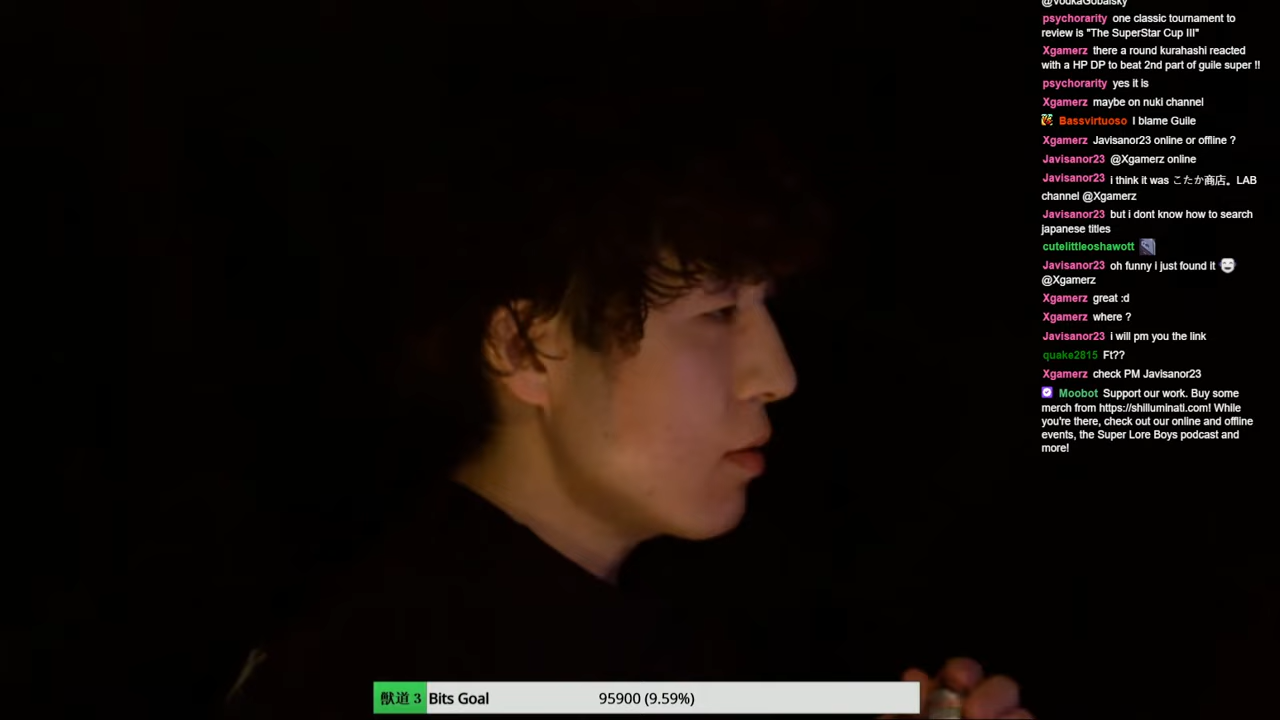 @VodkaGobalsky
psychorarity one classic tournament to
review is "The SuperStar Cup III"
Xgamerz there a round kurahashi reacted
with a HP DP to beat 2nd part of guile super !!
psychorarity yes it is
Xgamerz maybe on nuki channel
Bassvirtuoso I blame Guile
Xgamerz Javisanor23 online or offline ?
Javisanor23 @Xgamerz online
Javisanor23 i think it was こたか商店。LAB
channel @Xgamerz
Javisanor23 but i dont know how to search
japanese titles
cutelittleoshawott
Javisanor23 oh funny i just found it
@Xgamerz
Xgamerz great :d
Xgamerz where ?
Javisanor23 i will pm you the link
quake2815 Ft??
Xgamerz check PM Javisanor23
Moobot Support our work. Buy some
merch from https://shilluminati.com! While
you're there, check out our online and offline
events, the Super Lore Boys podcast and
more!
獣道 3 Bits Goal 95900 (9.59%)